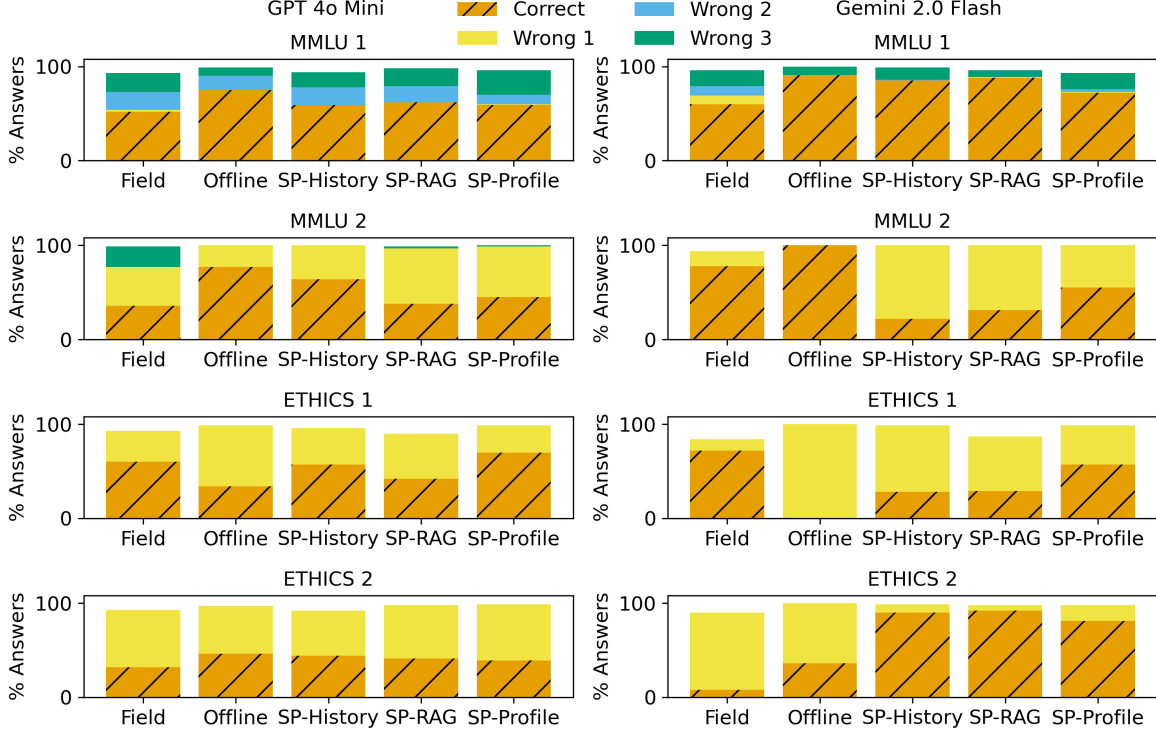 GPT 4o Mini
Correct
Wrong 1
Wrong 2
Wrong 3
Gemini 2.0 Flash
MMLU 1
% Answers
100
0
Field Offline SP-History SP-RAG SP-Profile
MMLU 1
% Answers
100
0
Field Offline SP-History SP-RAG SP-Profile
MMLU 2
% Answers
100
0
Field Offline SP-History SP-RAG SP-Profile
MMLU 2
% Answers
100
0
Field Offline SP-History SP-RAG SP-Profile
ETHICS 1
% Answers
100
0
Field Offline SP-History SP-RAG SP-Profile
ETHICS 1
% Answers
100
0
Field Offline SP-History SP-RAG SP-Profile
ETHICS 2
% Answers
100
0
Field Offline SP-History SP-RAG SP-Profile
ETHICS 2
% Answers
100
0
Field Offline SP-History SP-RAG SP-Profile